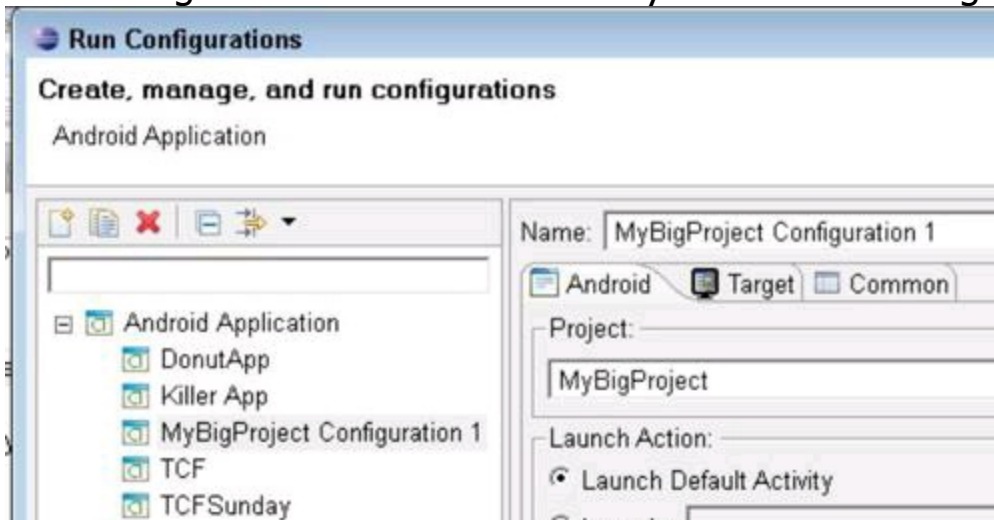 Run Configurations
Create, manage, and run configurations
Android Application
Name: MyBigProject Configuration 1
Android Target Common
Android Application
DonutApp
Killer App
MyBigProject Configuration 1
TCF
TCFSunday
Project:
MyBigProject
Launch Action:
Launch Default Activity